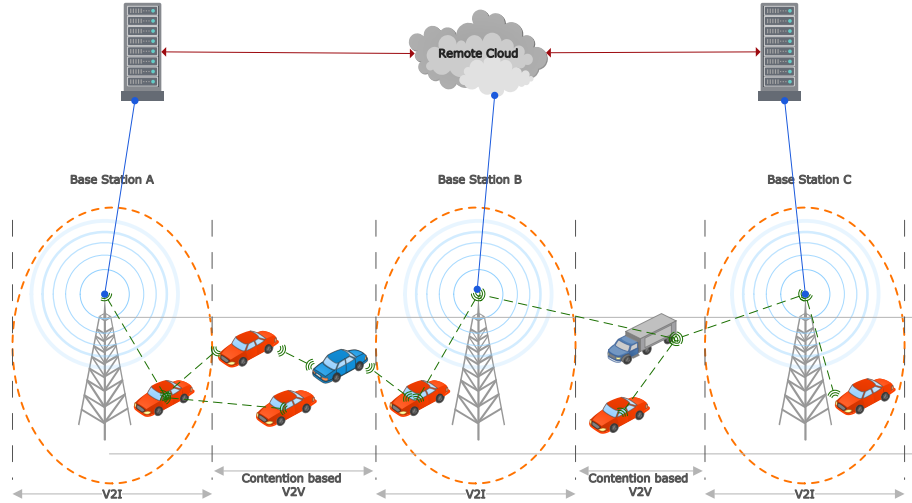 Remote Cloud
Base Station A
Base Station B
Base Station C
Contention based
V2V
Contention based
V2V
V2I
V2I
V2I